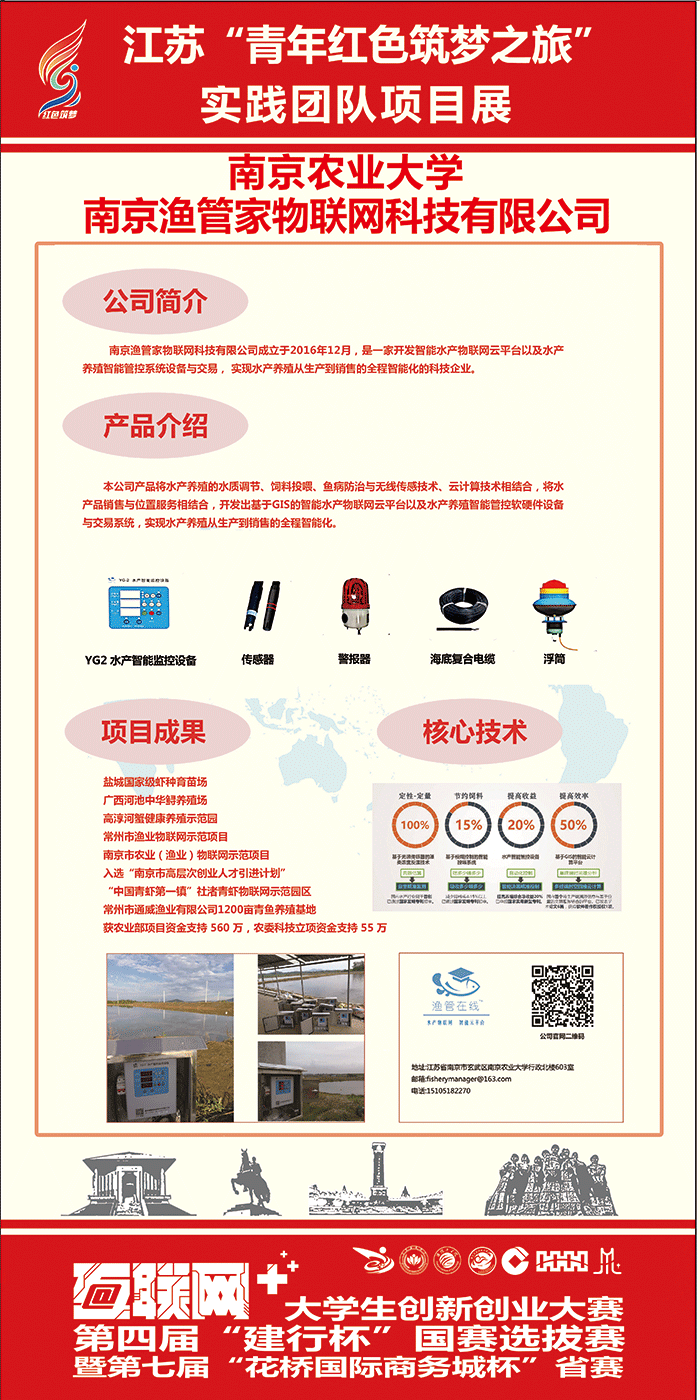 江苏“青年红色筑梦之旅”
实践团队项目展
红色筑梦
南京农业大学
南京渔管家物联网科技有限公司
公司简介
南京渔管家物联网科技有限公司成立于2016年12月，是一家开发智能水产物联网云平台以及水产
养殖智能管控系统设备与交易， 实现水产养殖从生产到销售的全程智能化的科技企业。
产品介绍
本公司产品将水产养殖的水质调节、饲料投喂、鱼病防治与无线传感技术、云计算技术相结合，将水
产品销售与位置服务相结合，开发出基于GIS的智能水产物联网云平台以及水产养殖智能管控软硬件设备
与交易系统，实现水产养殖从生产到销售的全程智能化。
YG2 水产智能监控设备
YG2 水产智能监控设备
传感器
警报器
海底复合电缆
浮筒
项目成果
盐城国家级虾种育苗场
广西河池中华鲟养殖场
高淳河蟹健康养殖示范园
常州市渔业物联网示范项目
南京市农业（渔业）物联网示范项目
入选“南京市高层次创业人才引进计划”
“中国青虾第一镇”社渚青虾物联网示范园区
常州市通威渔业有限公司1200亩青鱼养殖基地
获农业部项目资金支持 560 万，农委科技立项资金支持 55 万
核心技术
定性-定量 节约饲料 提高收益 提高效率
100% 15% 20% 50%
渔管在线
水产物联网 智能云平台
公司官网二维码
地址:江苏省南京市玄武区南京农业大学行政北楼603室
邮箱:fisherymanager@163.com
电话:15105182270
互联网+
大学生创新创业大赛
第四届“建行杯”国赛选拔赛
暨第七届“花桥国际商务城杯”省赛